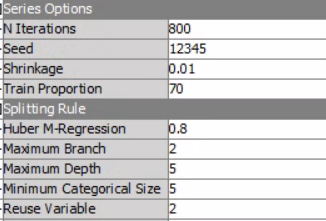 Series Options
N Iterations 800
Seed 12345
Shrinkage 0.01
Train Proportion 70
Splitting Rule
Huber M-Regression 0.8
Maximum Branch 2
Maximum Depth 5
Minimum Categorical Size 5
Reuse Variable 2